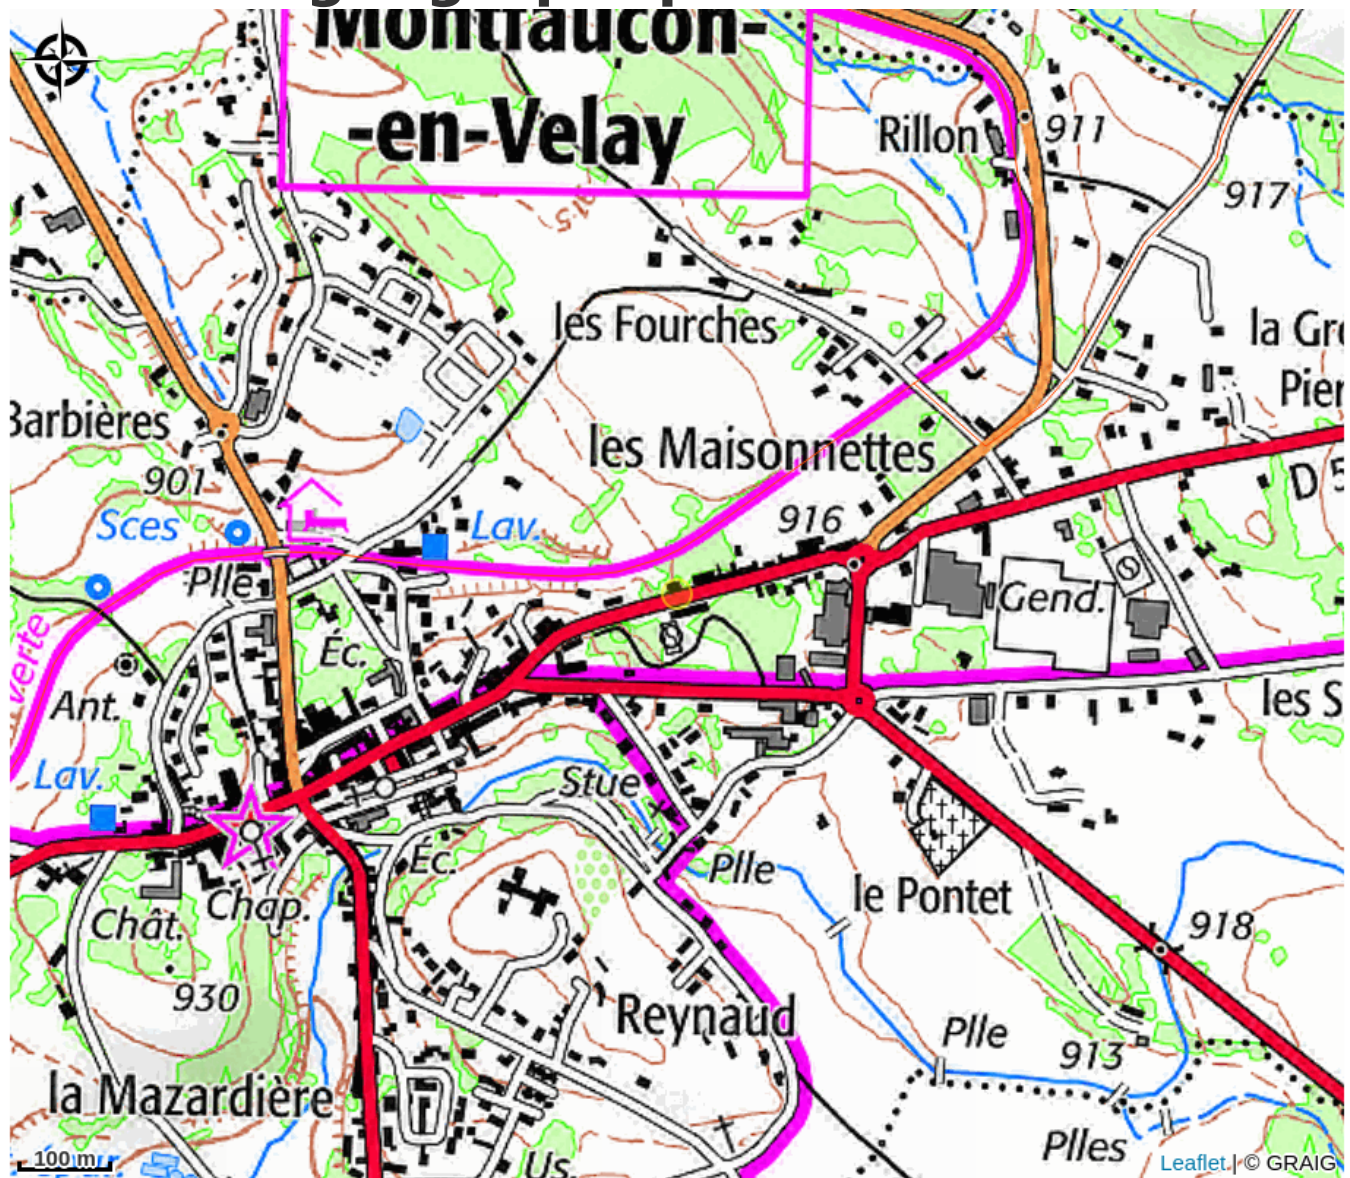 Montfaucon-
-en-Velay
Rillon
911
917
915
les Fourches
la Gr
Pier
Barbières
les Maisonnettes
901
D 5
916
Sces
Lav.
Plle
Gend.
verte
Éc.
Ant.
les S
Lav.
Stue
Éc.
Plle
le Pontet
Chap.
Chât.
918
930
Reynaud
Plle
913
la Mazardière
Plles
100 m
Us.
Leaflet | © GRAIG